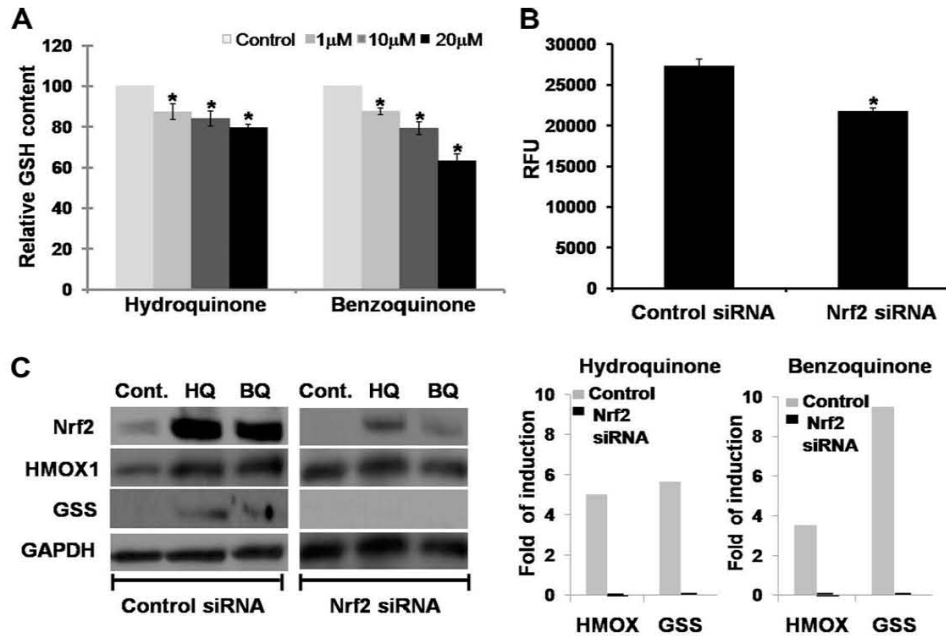 A
Control 1μM 10μM 20μM
Relative GSH content
120
100
80
60
40
20
0
* * *
* * *
Hydroquinone Benzoquinone
B
RFU
30000
25000
20000
15000
10000
5000
0
*
Control siRNA Nrf2 siRNA
C
Cont. HQ BQ Cont. HQ BQ
Nrf2
HMOX1
GSS
GAPDH
Control siRNA Nrf2 siRNA
Hydroquinone
Fold of induction
10
8
6
4
2
0
Control
Nrf2
siRNA
HMOX GSS
Benzoquinone
Fold of induction
10
8
6
4
2
0
Control
Nrf2
siRNA
HMOX GSS